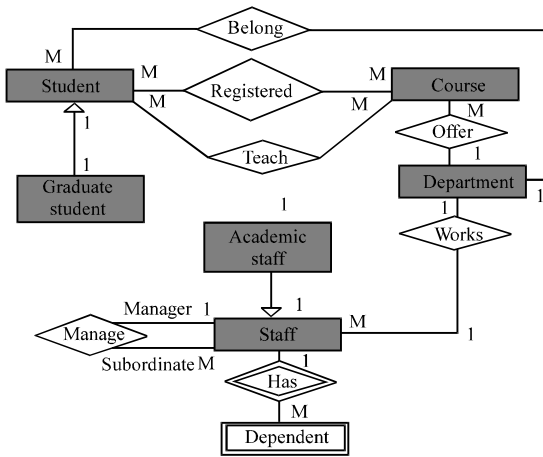 Belong
M
Student
M
M
Registered
M
M
Course
M
Offer
Teach
1
1
Graduate
student
1
Department
1
1
Works
Academic
staff
1
Manager 1
Manage
Subordinate M
Staff
M
1
1
Has
M
Dependent